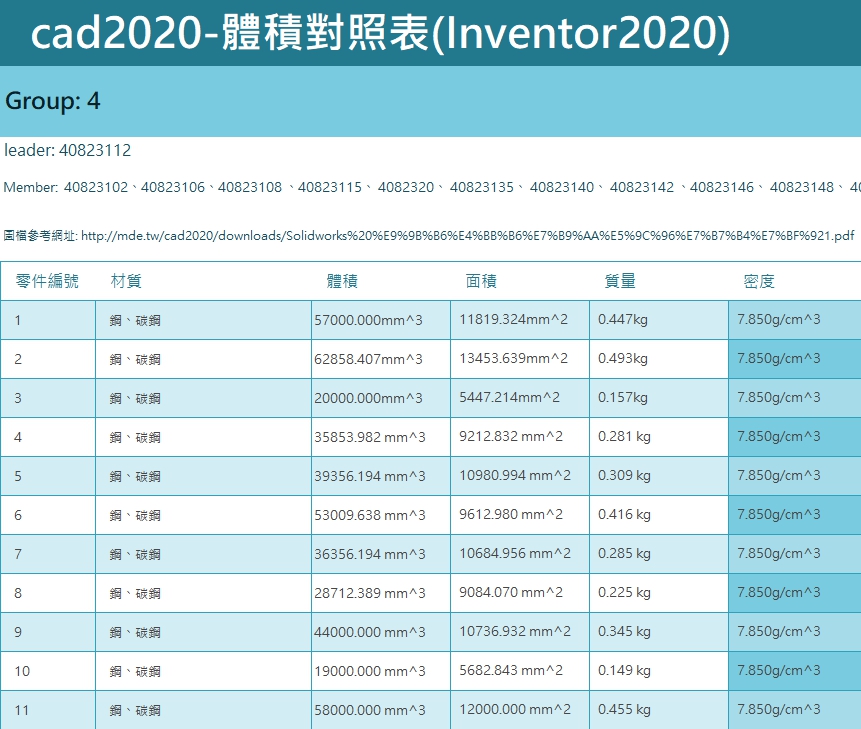 cad2020-體積對照表(Inventor2020)
Group: 4
leader: 40823112
Member: 40823102、40823106、40823108 、40823115、 4082320、 40823135、 40823140、 40823142 、40823146、 40823148、 40
圖檔參考網址: http://mde.tw/cad2020/downloads/Solidworks%20%E9%9B%B6%E4%BB%B6%E7%B9%AA%E5%9C%96%E7%B7%B4%E7%BF%921.pdf
零件編號 材質 體積 面積 質量 密度
1 鋼、碳鋼 57000.000mm^3 11819.324mm^2 0.447kg 7.850g/cm^3
2 鋼、碳鋼 62858.407mm^3 13453.639mm^2 0.493kg 7.850g/cm^3
3 鋼、碳鋼 20000.000mm^3 5447.214mm^2 0.157kg 7.850g/cm^3
4 鋼、碳鋼 35853.982 mm^3 9212.832 mm^2 0.281 kg 7.850g/cm^3
5 鋼、碳鋼 39356.194 mm^3 10980.994 mm^2 0.309 kg 7.850g/cm^3
6 鋼、碳鋼 53009.638 mm^3 9612.980 mm^2 0.416 kg 7.850g/cm^3
7 鋼、碳鋼 36356.194 mm^3 10684.956 mm^2 0.285 kg 7.850g/cm^3
8 鋼、碳鋼 28712.389 mm^3 9084.070 mm^2 0.225 kg 7.850g/cm^3
9 鋼、碳鋼 44000.000 mm^3 10736.932 mm^2 0.345 kg 7.850g/cm^3
10 鋼、碳鋼 19000.000 mm^3 5682.843 mm^2 0.149 kg 7.850g/cm^3
11 鋼、碳鋼 58000.000 mm^3 12000.000 mm^2 0.455 kg 7.850g/cm^3